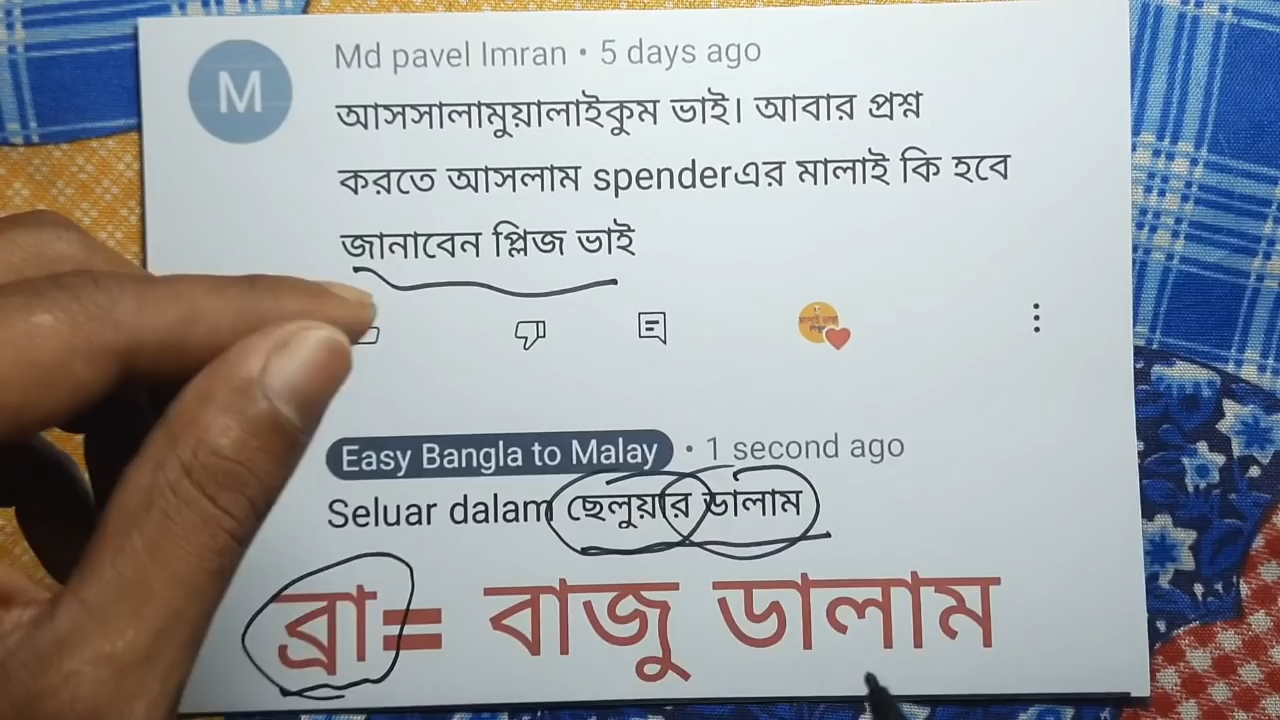 M
Md pavel Imran • 5 days ago
আসসালামুয়ালাইকুম ভাই। আবার প্রশ্ন
করতে আসলাম spenderএর মালাই কি হবে
জানাবেন প্লিজ ভাই
Easy Bangla to Malay • 1 second ago
Seluar dalam ছেলুয়ার ডালাম
ব্রা= বাজু ডালাম